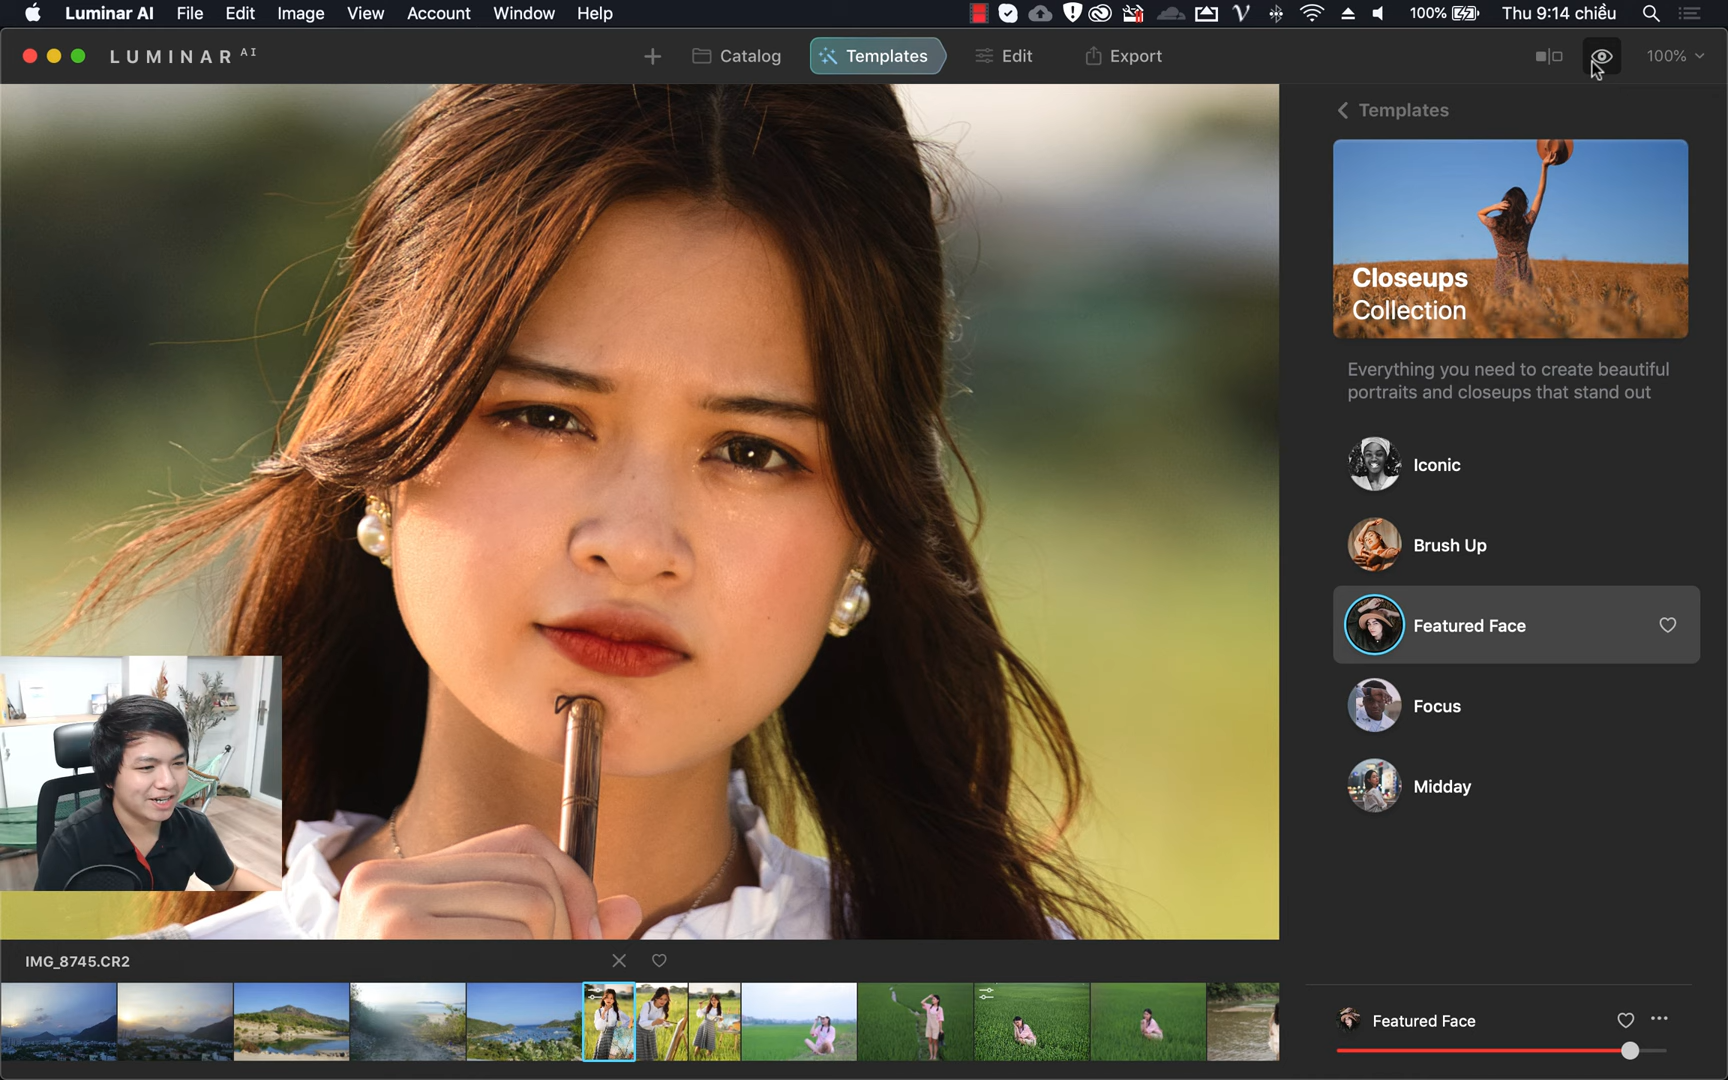 Luminar AI File Edit Image View Account Window Help 100% Thu 9:14 chiều
LUMINAR AI
Catalog Templates Edit Export 100%
Templates
Closeups
Collection
Everything you need to create beautiful
portraits and closeups that stand out
Iconic
Brush Up
Featured Face
Focus
Midday
IMG_8745.CR2
Featured Face